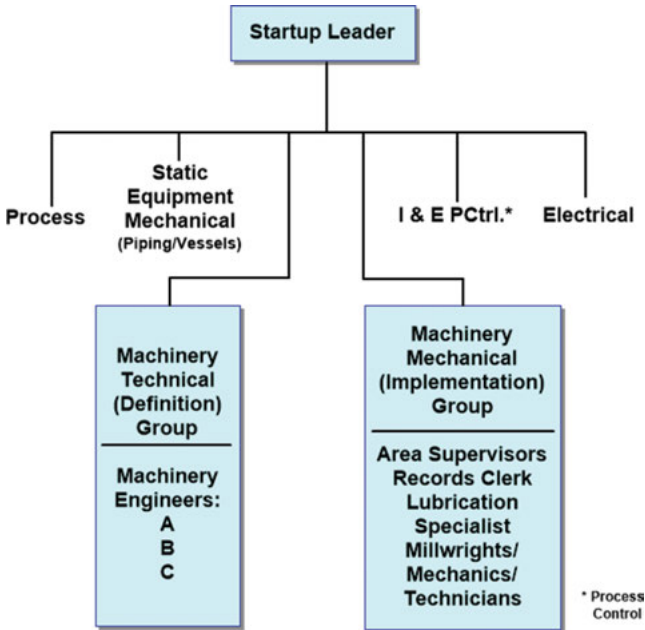 Startup Leader
Process
Static
Equipment
Mechanical
(Piping/Vessels)
I & E PCtrl.*
Electrical
Machinery
Technical
(Definition)
Group
Machinery
Engineers:
A
B
C
Machinery
Mechanical
(Implementation)
Group
Area Supervisors
Records Clerk
Lubrication
Specialist
Millwrights/
Mechanics/
Technicians
* Process
Control